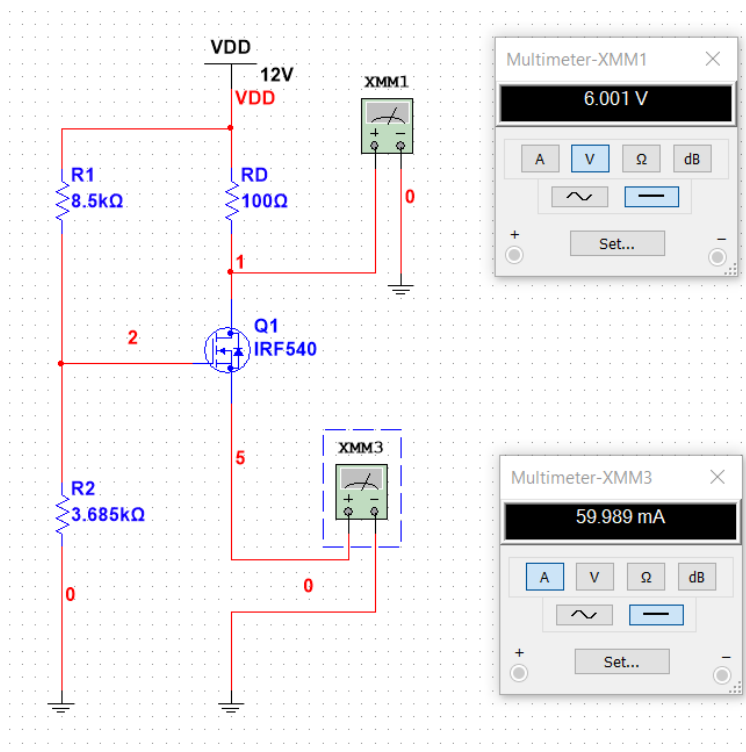 VDD
12V
VDD
XMM1
+ −
R1
8.5kΩ
RD
100Ω
0
1
2
Q1
IRF540
5
XMM3
+ −
R2
3.685kΩ
0
0
Multimeter-XMM1
6.001 V
A V Ω dB
+ Set... −
Multimeter-XMM3
59.989 mA
A V Ω dB
+ Set... −